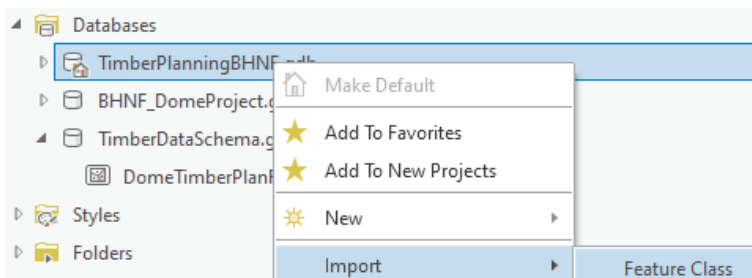 Databases
TimberPlanningBHNF.gdb
Make Default
BHNF_DomeProject.g
Add To Favorites
TimberDataSchema.g
Add To New Projects
DomeTimberPlan
Styles
New
Folders
Import
Feature Class